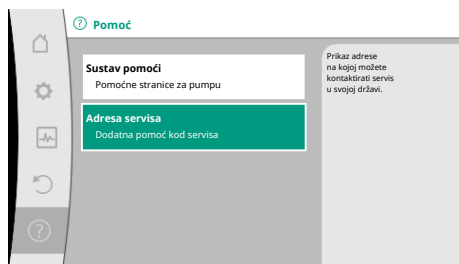 Pomoć
Sustav pomoći
Pomoćne stranice za pumpu
Adresa servisa
Dodatna pomoć kod servisa
Prikaz adrese
na kojoj možete
kontaktirati servis
u svojoj državi.